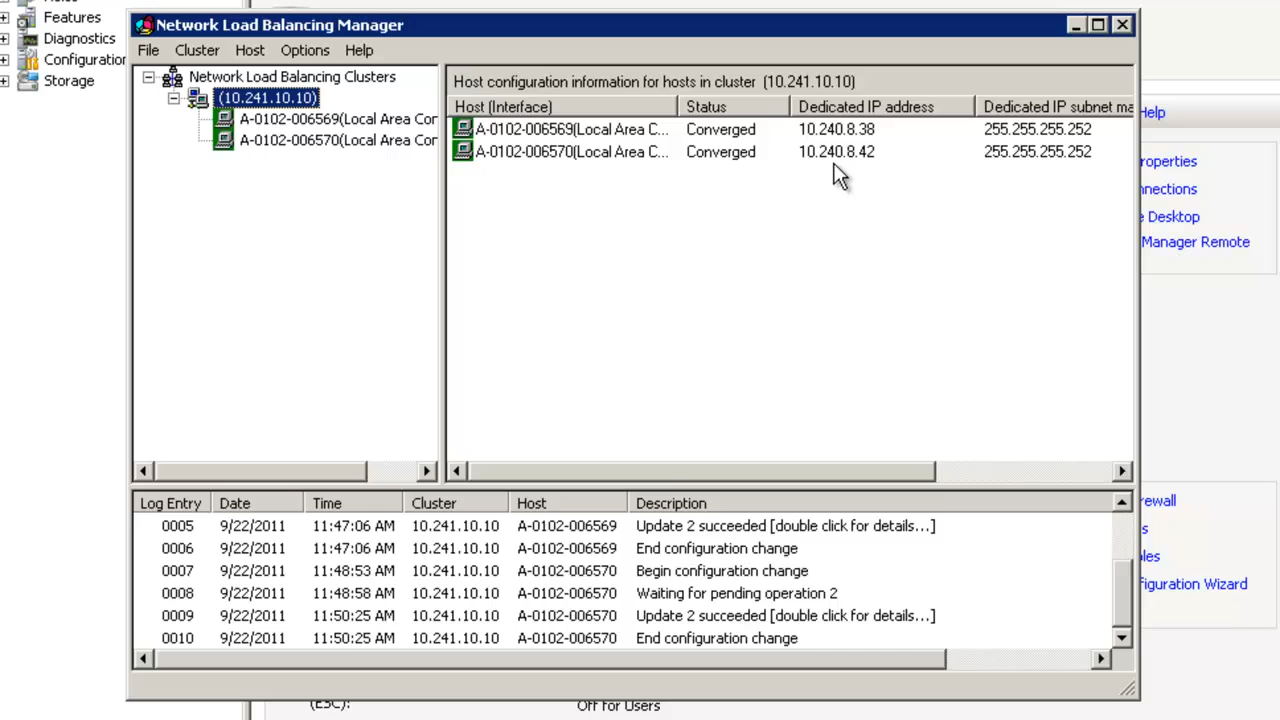 Features
Diagnostics
Configuration
Storage
Network Load Balancing Manager
File Cluster Host Options Help
Network Load Balancing Clusters
(10.241.10.10)
A-0102-006569(Local Area Cor
A-0102-006570(Local Area Cor
Host configuration information for hosts in cluster (10.241.10.10)
Host (Interface) Status Dedicated IP address Dedicated IP subnet ma
A-0102-006569(Local Area C... Converged 10.240.8.38 255.255.255.252
A-0102-006570(Local Area C... Converged 10.240.8.42 255.255.255.252
Log Entry Date Time Cluster Host Description
0005 9/22/2011 11:47:06 AM 10.241.10.10 A-0102-006569 Update 2 succeeded [double click for details...]
0006 9/22/2011 11:47:06 AM 10.241.10.10 A-0102-006569 End configuration change
0007 9/22/2011 11:48:53 AM 10.241.10.10 A-0102-006570 Begin configuration change
0008 9/22/2011 11:48:58 AM 10.241.10.10 A-0102-006570 Waiting for pending operation 2
0009 9/22/2011 11:50:25 AM 10.241.10.10 A-0102-006570 Update 2 succeeded [double click for details...]
0010 9/22/2011 11:50:25 AM 10.241.10.10 A-0102-006570 End configuration change
Help
roperties
nnections
e Desktop
Manager Remote
rewall
s
les
figuration Wizard
(ESC):
Off for Users